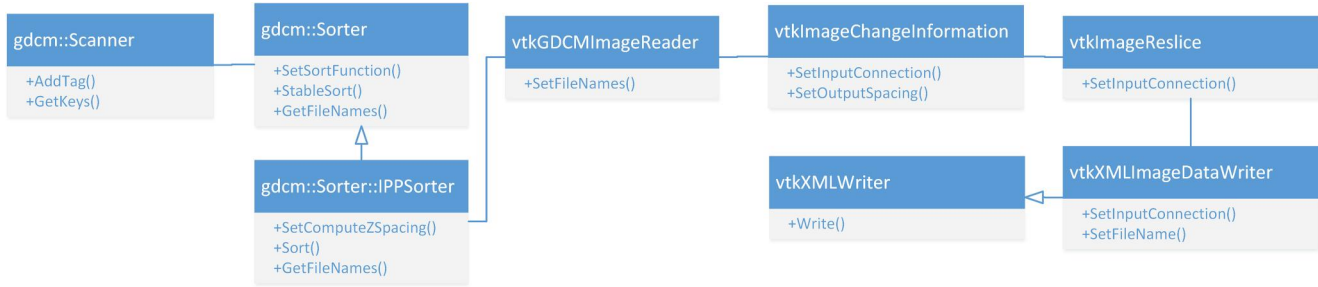 gdcm::Scanner
+AddTag()
+GetKeys()
gdcm::Sorter
+SetSortFunction()
+StableSort()
+GetFileNames()
gdcm::Sorter::IPPSorter
+SetComputeZSpacing()
+Sort()
+GetFileNames()
vtkGDCMImageReader
+SetFileNames()
vtkImageChangeInformation
+SetInputConnection()
+SetOutputSpacing()
vtkImageReslice
+SetInputConnection()
vtkXMLWriter
+Write()
vtkXMLImageDataWriter
+SetInputConnection()
+SetFileName()